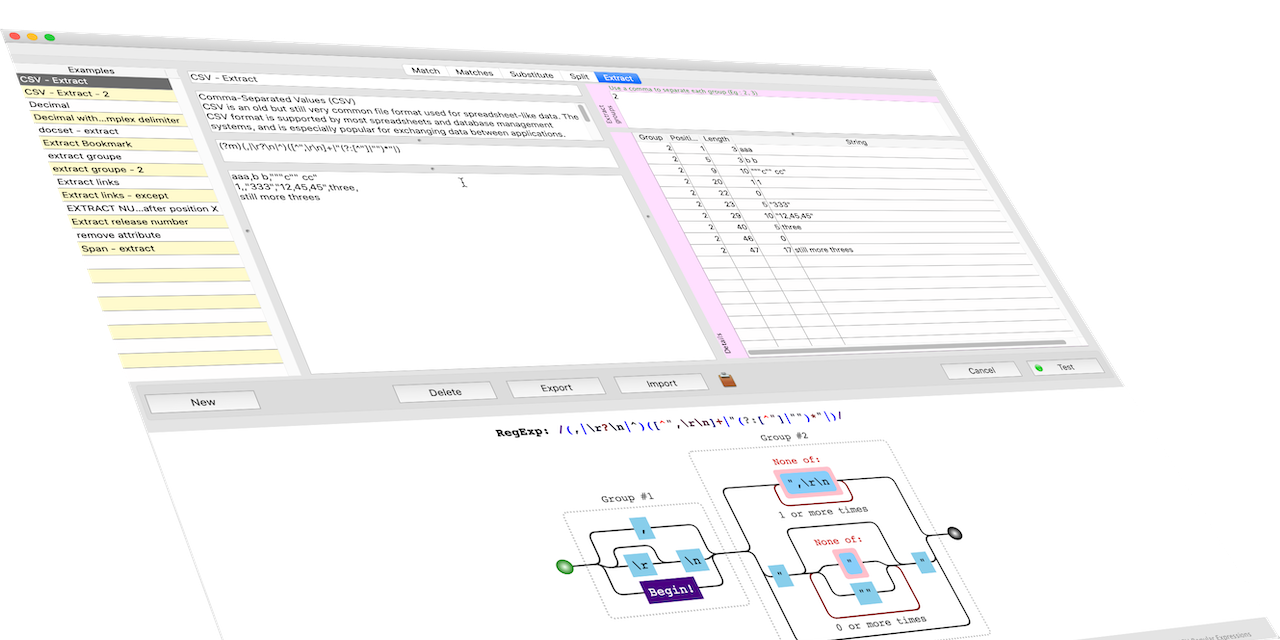 Examples
CSV - Extract
CSV - Extract - 2
Decimal
Decimal with...mplex delimiter
docset - extract
Extract Bookmark
extract groupe
extract groupe - 2
Extract links
Extract links - except
EXTRACT NU...after position X
Extract release number
remove attribute
Span - extract
Match Matches Substitute Split Extract
CSV - Extract
Comma-Separated Values (CSV)
CSV is an old but still very common file format used for spreadsheet-like data. The
CSV format is supported by most spreadsheets and database management
systems, and is especially popular for exchanging data between applications.
(?m)(,|\r?\n|^)([^",\r\n]+|"(?:[^"]|"")*"|)
aaa,b b,"""c"" cc"
1,,"333","12,45,45",three,
still more threes
Use a comma to separate each group (Eg : 2, 3)
2
Extract groups
Group Positi... Length String
2 1 3 aaa
2 5 3 b b
2 9 10 """c"" cc"
2 20 1 1
2 22 0
2 23 5 "333"
2 29 10 "12,45,45"
2 40 5 three
2 46 0
2 47 17 still more threes
Details
New Delete Export Import Cancel Test
RegExp: /(,|\r?\n|^)([^",\r\n]+|"(?:[^"]|"")*"|)/
Group #1
,
\r \n
Begin!
Group #2
None of:
",\r\n
1 or more times
None of:
" " "
""
0 or more times